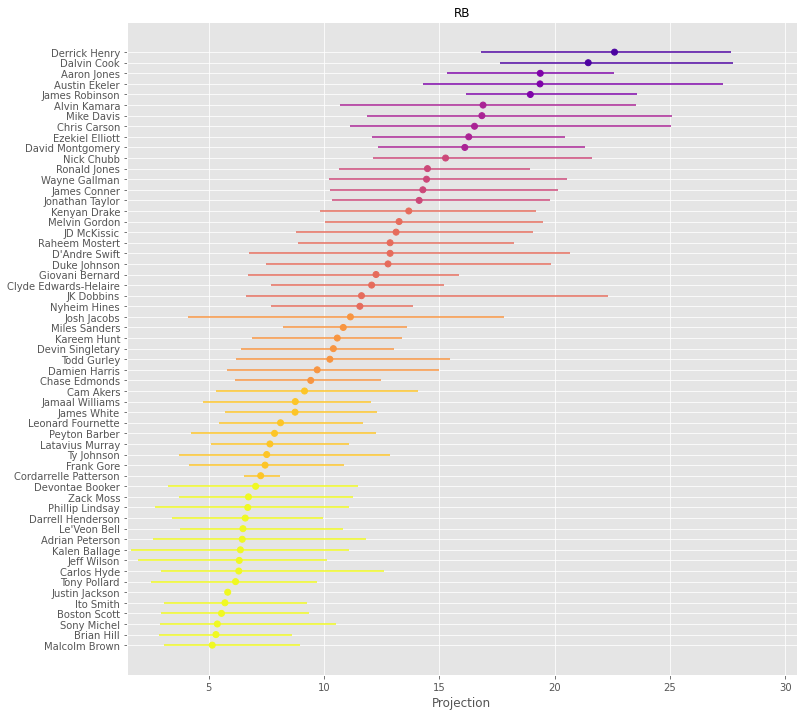 RB
Derrick Henry
Dalvin Cook
Aaron Jones
Austin Ekeler
James Robinson
Alvin Kamara
Mike Davis
Chris Carson
Ezekiel Elliott
David Montgomery
Nick Chubb
Ronald Jones
Wayne Gallman
James Conner
Jonathan Taylor
Kenyan Drake
Melvin Gordon
JD McKissic
Raheem Mostert
D'Andre Swift
Duke Johnson
Giovani Bernard
Clyde Edwards-Helaire
JK Dobbins
Nyheim Hines
Josh Jacobs
Miles Sanders
Kareem Hunt
Devin Singletary
Todd Gurley
Damien Harris
Chase Edmonds
Cam Akers
Jamaal Williams
James White
Leonard Fournette
Peyton Barber
Latavius Murray
Ty Johnson
Frank Gore
Cordarrelle Patterson
Devontae Booker
Zack Moss
Phillip Lindsay
Darrell Henderson
Le'Veon Bell
Adrian Peterson
Kalen Ballage
Jeff Wilson
Carlos Hyde
Tony Pollard
Justin Jackson
Ito Smith
Boston Scott
Sony Michel
Brian Hill
Malcolm Brown
5 10 15 20 25 30
Projection